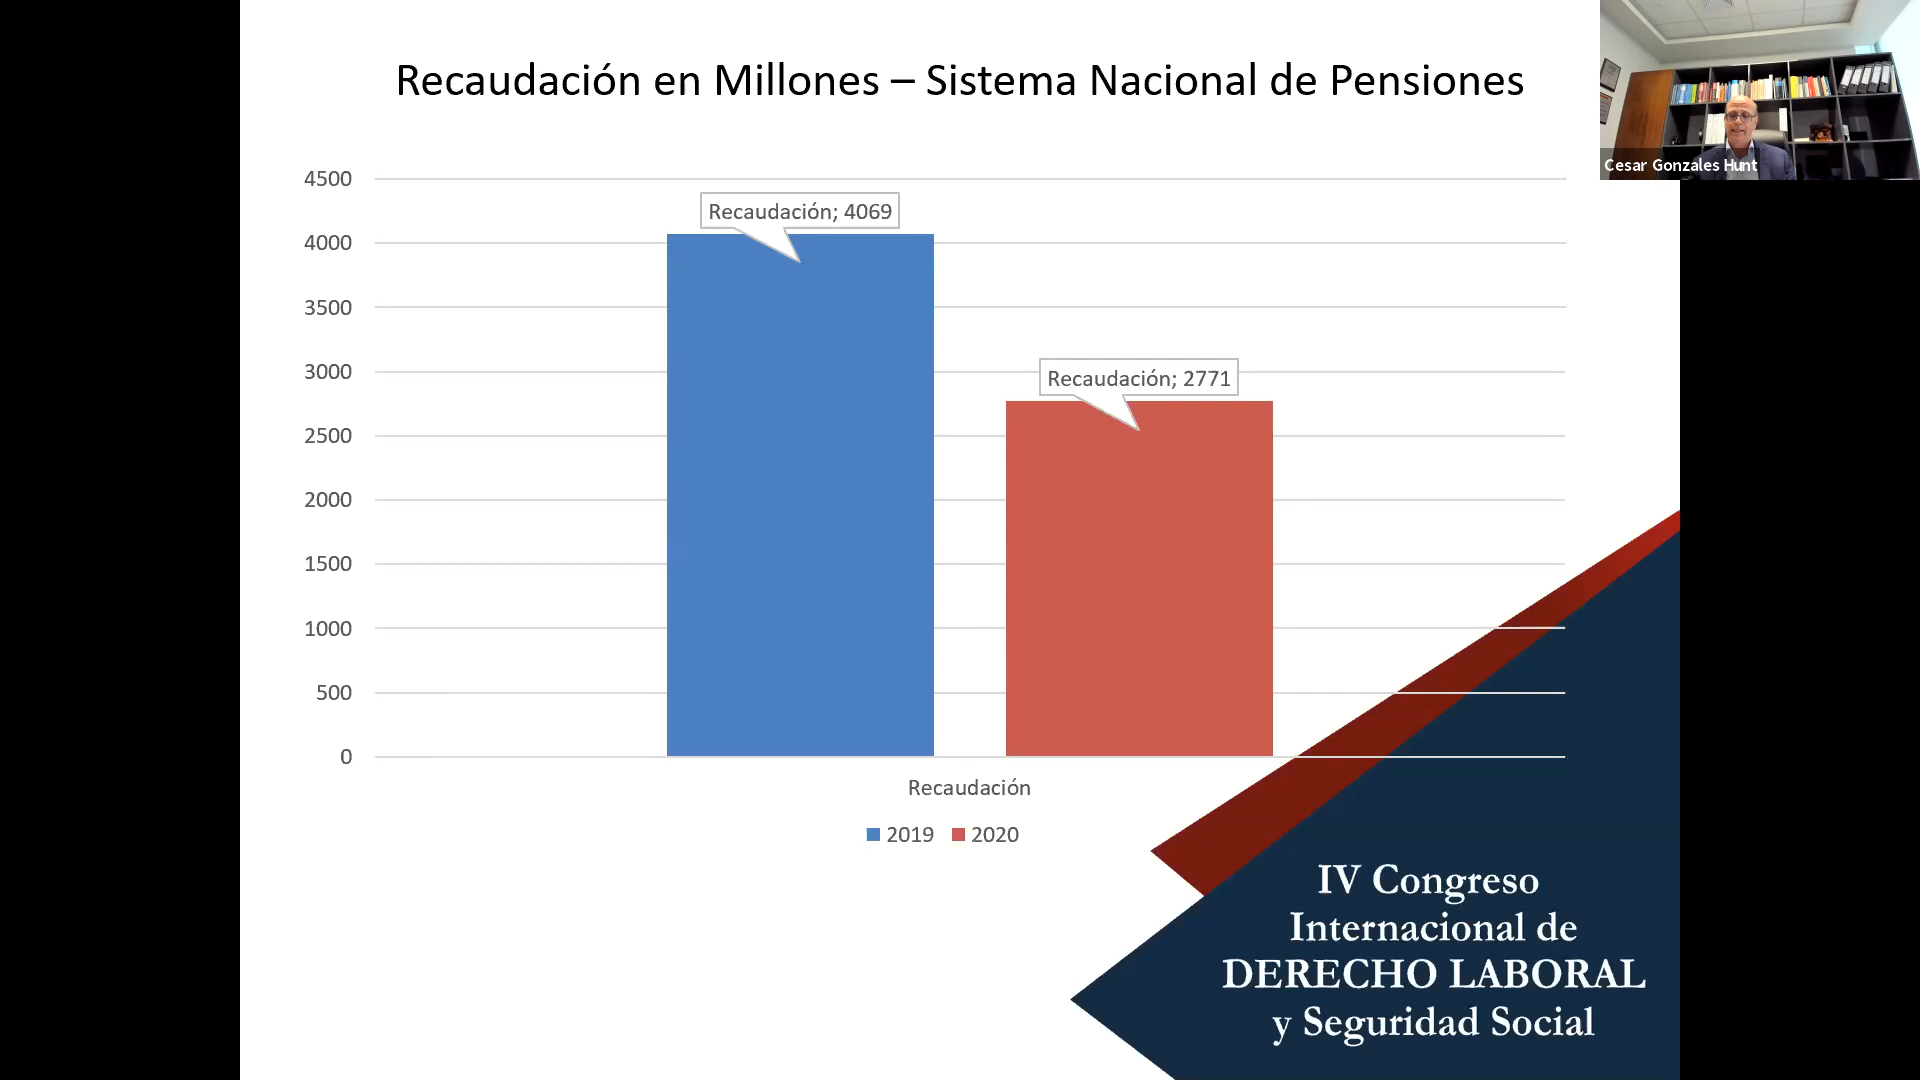 Recaudación en Millones – Sistema Nacional de Pensiones
Cesar Gonzales Hunt
4500
4000
3500
3000
2500
2000
1500
1000
500
0
Recaudación; 4069
Recaudación; 2771
Recaudación
2019 2020
IV Congreso
Internacional de
DERECHO LABORAL
y Seguridad Social